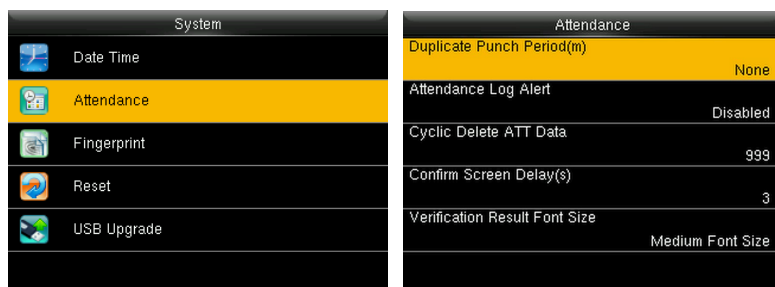 System
Date Time
Attendance
Fingerprint
Reset
USB Upgrade
Attendance
Duplicate Punch Period(m)
None
Attendance Log Alert
Disabled
Cyclic Delete ATT Data
999
Confirm Screen Delay(s)
3
Verification Result Font Size
Medium Font Size